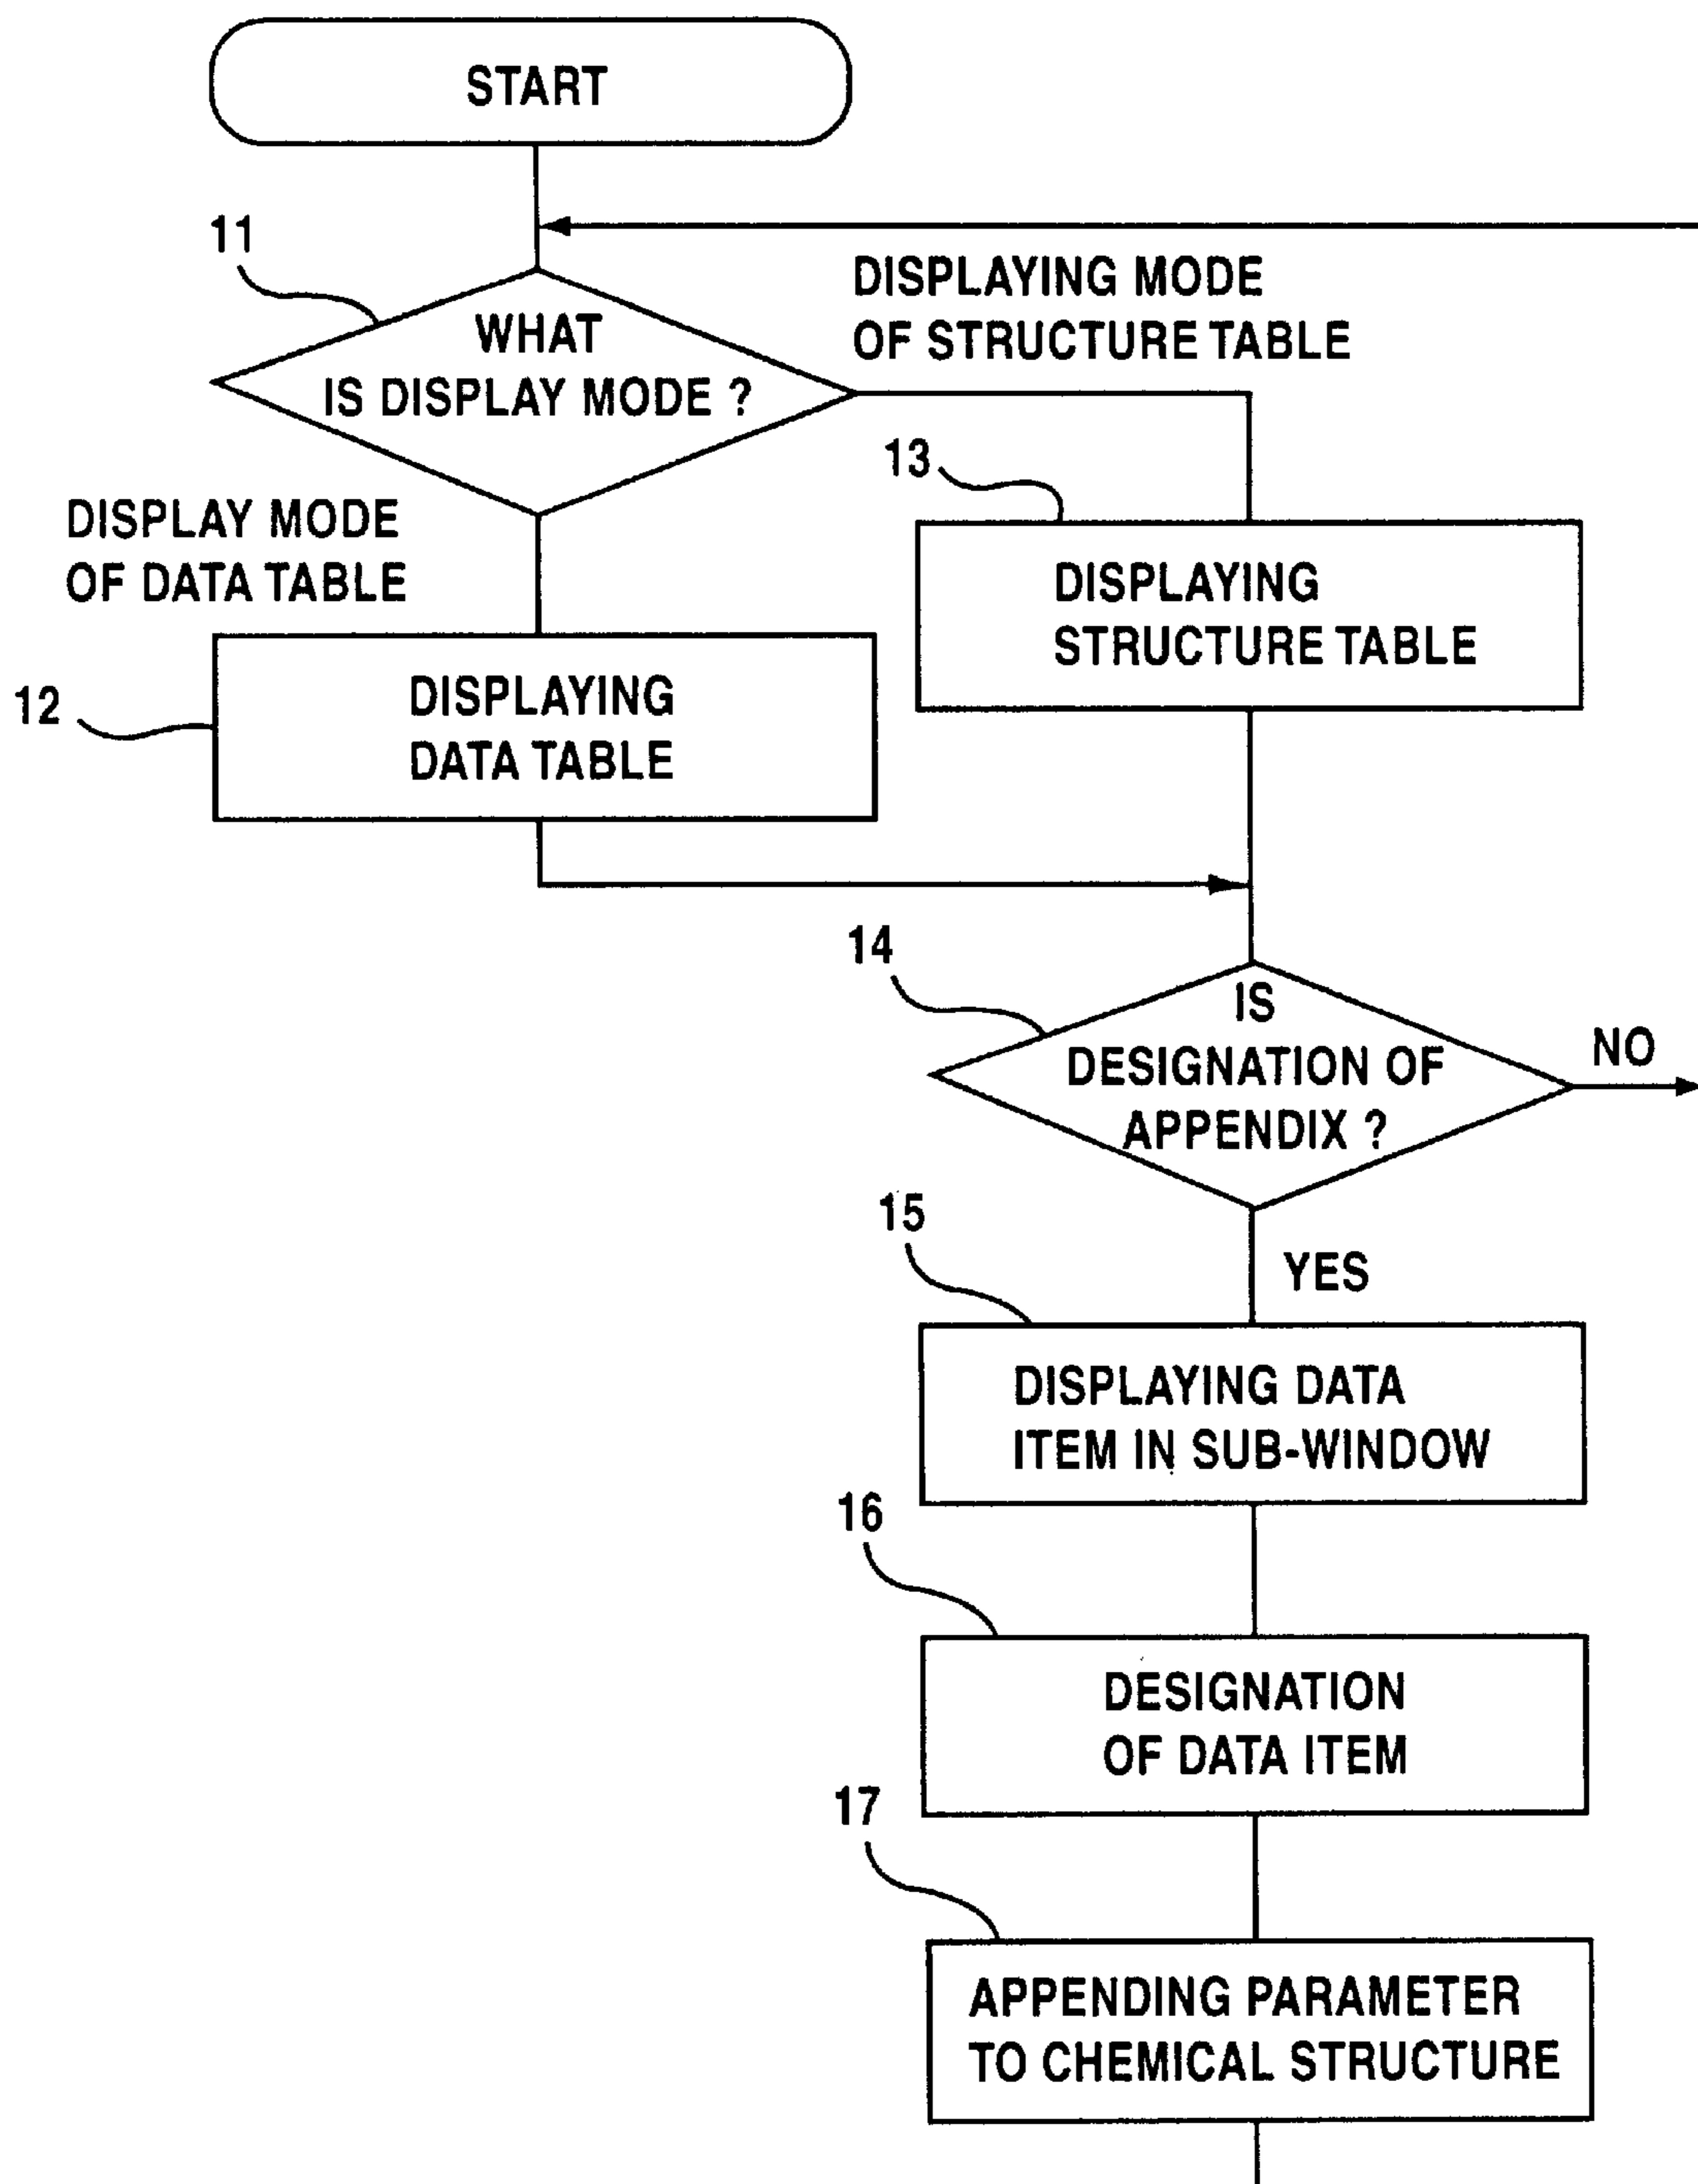 START
11
WHAT
IS DISPLAY MODE ?
DISPLAYING MODE
OF STRUCTURE TABLE
DISPLAY MODE
OF DATA TABLE
13
DISPLAYING
STRUCTURE TABLE
12
DISPLAYING
DATA TABLE
14
IS
DESIGNATION OF
APPENDIX ?
NO
YES
15
DISPLAYING DATA
ITEM IN SUB-WINDOW
16
DESIGNATION
OF DATA ITEM
17
APPENDING PARAMETER
TO CHEMICAL STRUCTURE